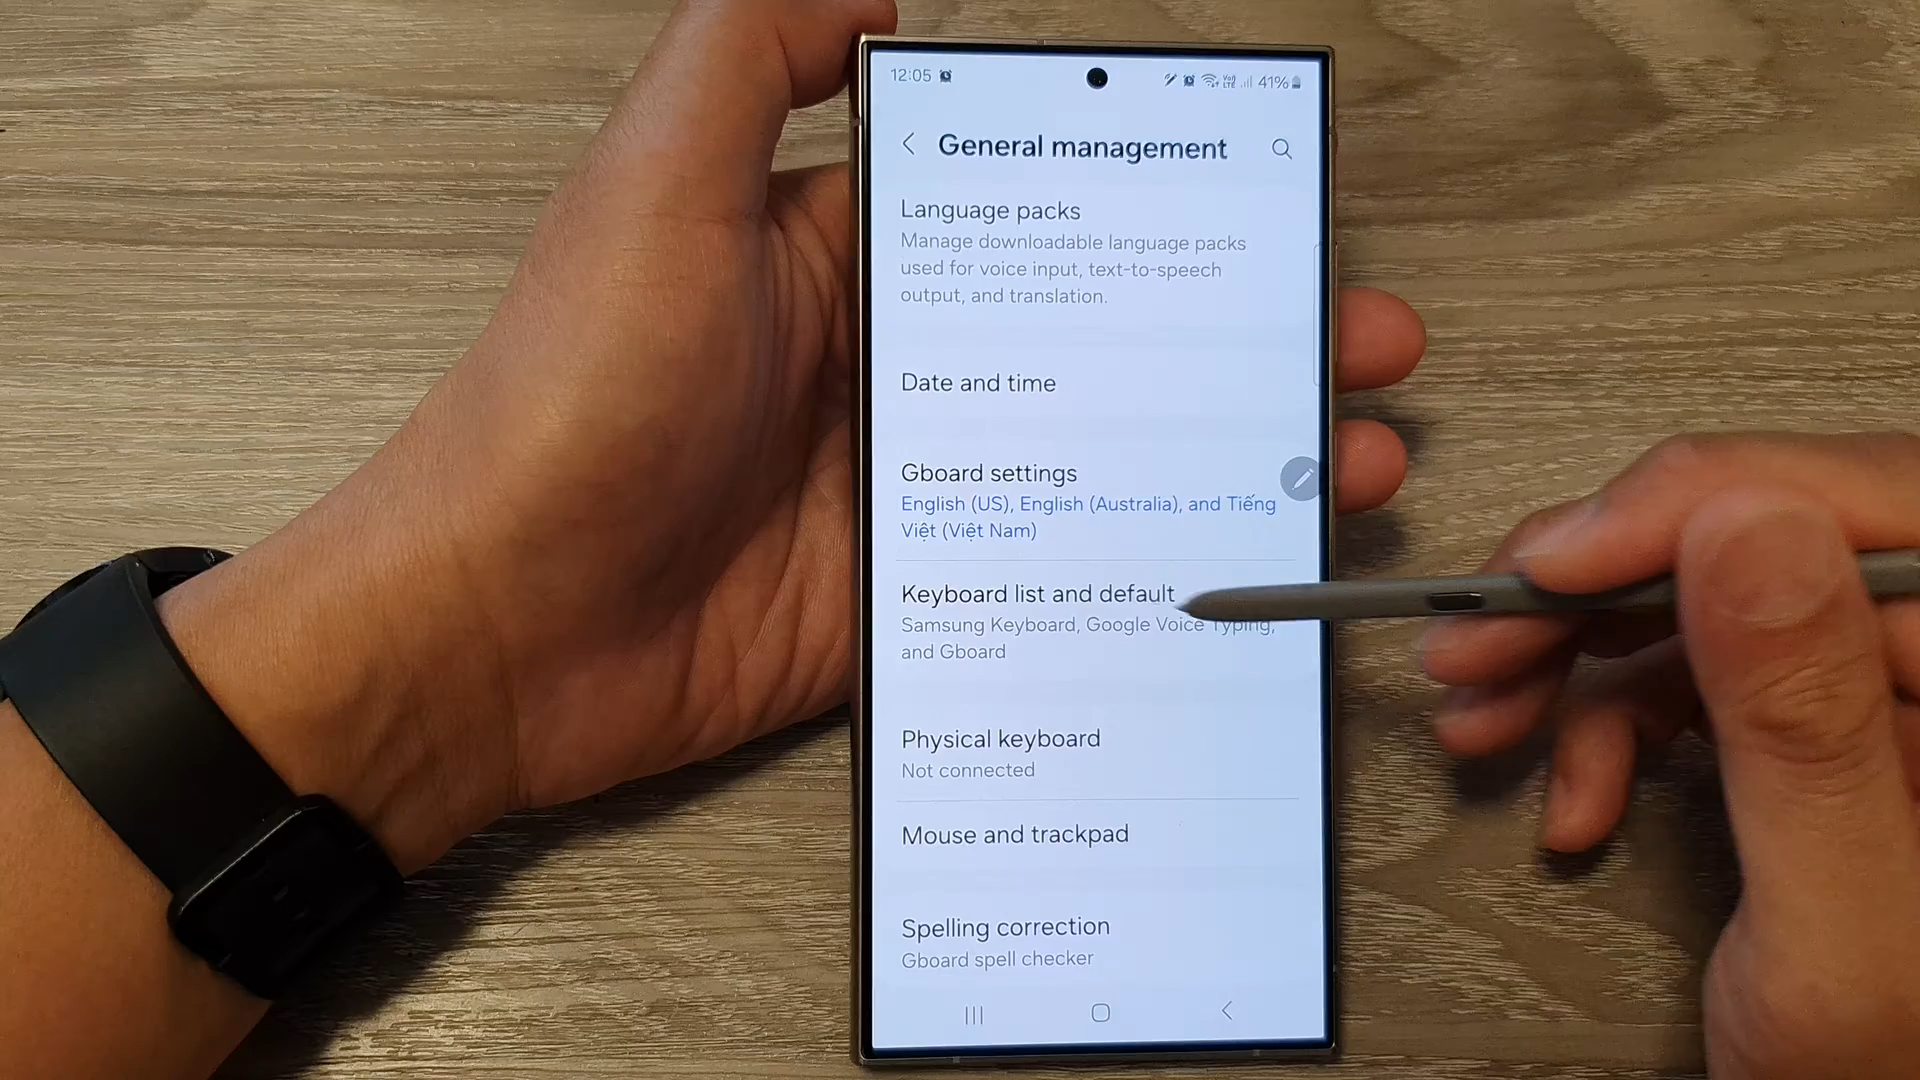 12:05
41%
General management
Language packs
Manage downloadable language packs
used for voice input, text-to-speech
output, and translation.
Date and time
Gboard settings
English (US), English (Australia), and Tiếng
Việt (Việt Nam)
Keyboard list and default
Samsung Keyboard, Google Voice Typing,
and Gboard
Physical keyboard
Not connected
Mouse and trackpad
Spelling correction
Gboard spell checker